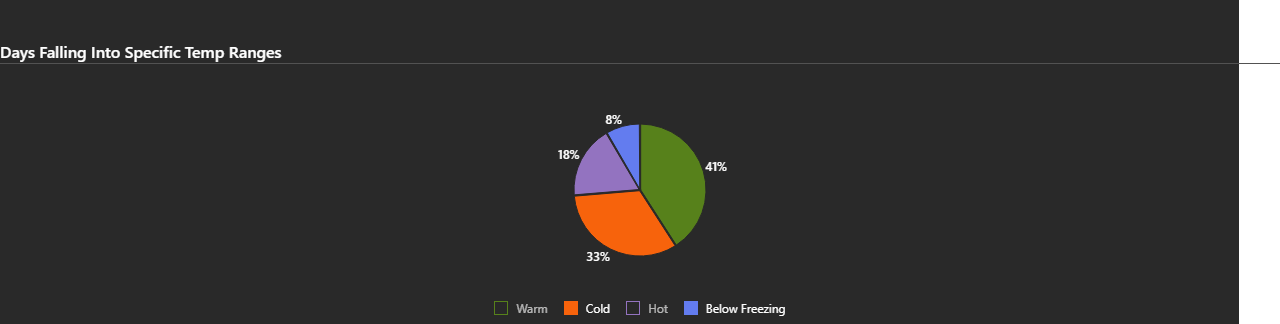 Days Falling Into Specific Temp Ranges
8%
18%
41%
33%
Warm Cold Hot Below Freezing